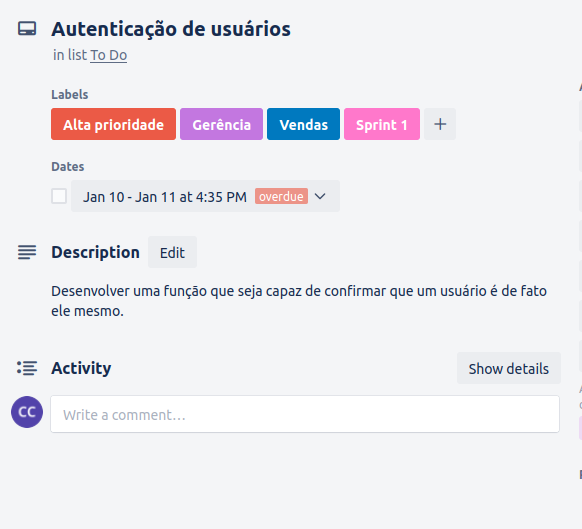 Autenticação de usuários
in list To Do
Labels
Alta prioridade Gerência Vendas Sprint 1 +
Dates
Jan 10 - Jan 11 at 4:35 PM overdue
Description Edit
Desenvolver uma função que seja capaz de confirmar que um usuário é de fato
ele mesmo.
Activity Show details
CC Write a comment…